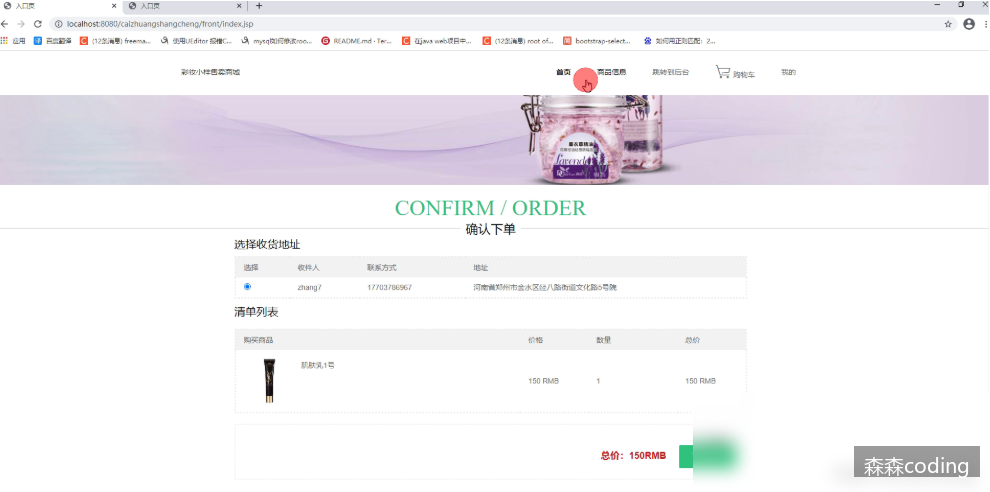 入口页
入口页
localhost:8080/caizhuangshangcheng/front/index.jsp
应用
百度翻译
(12条消息) freema...
使用UEditor 报错C...
mysql如何修改roo...
README.md · Ter...
在java web项目中...
(12条消息) root of...
bootstrap-select...
如何用正则匹配：2...
彩妆小样售卖商城
首页
商品信息
跳转到后台
购物车
我的
薰衣草精油
lavender
CONFIRM / ORDER
确认下单
选择收货地址
选择 收件人 联系方式 地址
zhang7 17703786967 河南省郑州市金水区经八路街道文化路5号院
清单列表
购买商品 价格 数量 总价
肌肤乳1号
150 RMB 1 150 RMB
总价：150RMB
森森coding